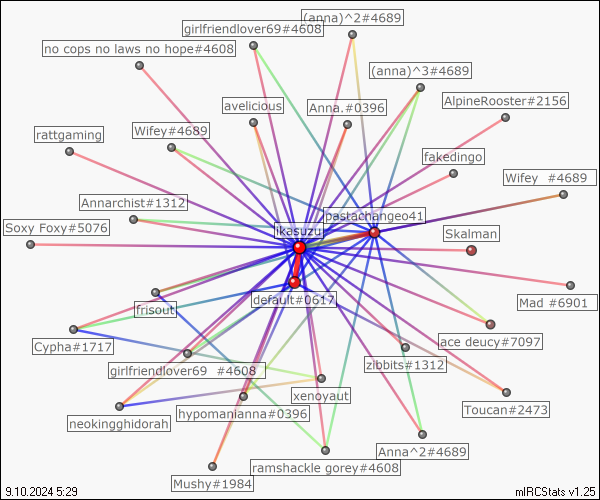 (anna)^2#4689
girlfriendlover69#4608
no cops no laws no hope#4608
(anna)^3#4689
AlpineRooster#2156
avelicious
Anna.#0396
Wifey#4689
rattgaming
fakedingo
Wifey #4689
Annarchist#1312
pastachangeo41
Soxy Foxy#5076
ikasuzu
Skalman
default#0617
Mad #6901
frisout
Cypha#1717
ace deucy#7097
zibbits#1312
girlfriendlover69 #4608
xenoyaut
Toucan#2473
hypomanianna#0396
neokingghidorah
Anna^2#4689
ramshackle gorey#4608
Mushy#1984
9.10.2024 5:29
mIRCStats v1.25